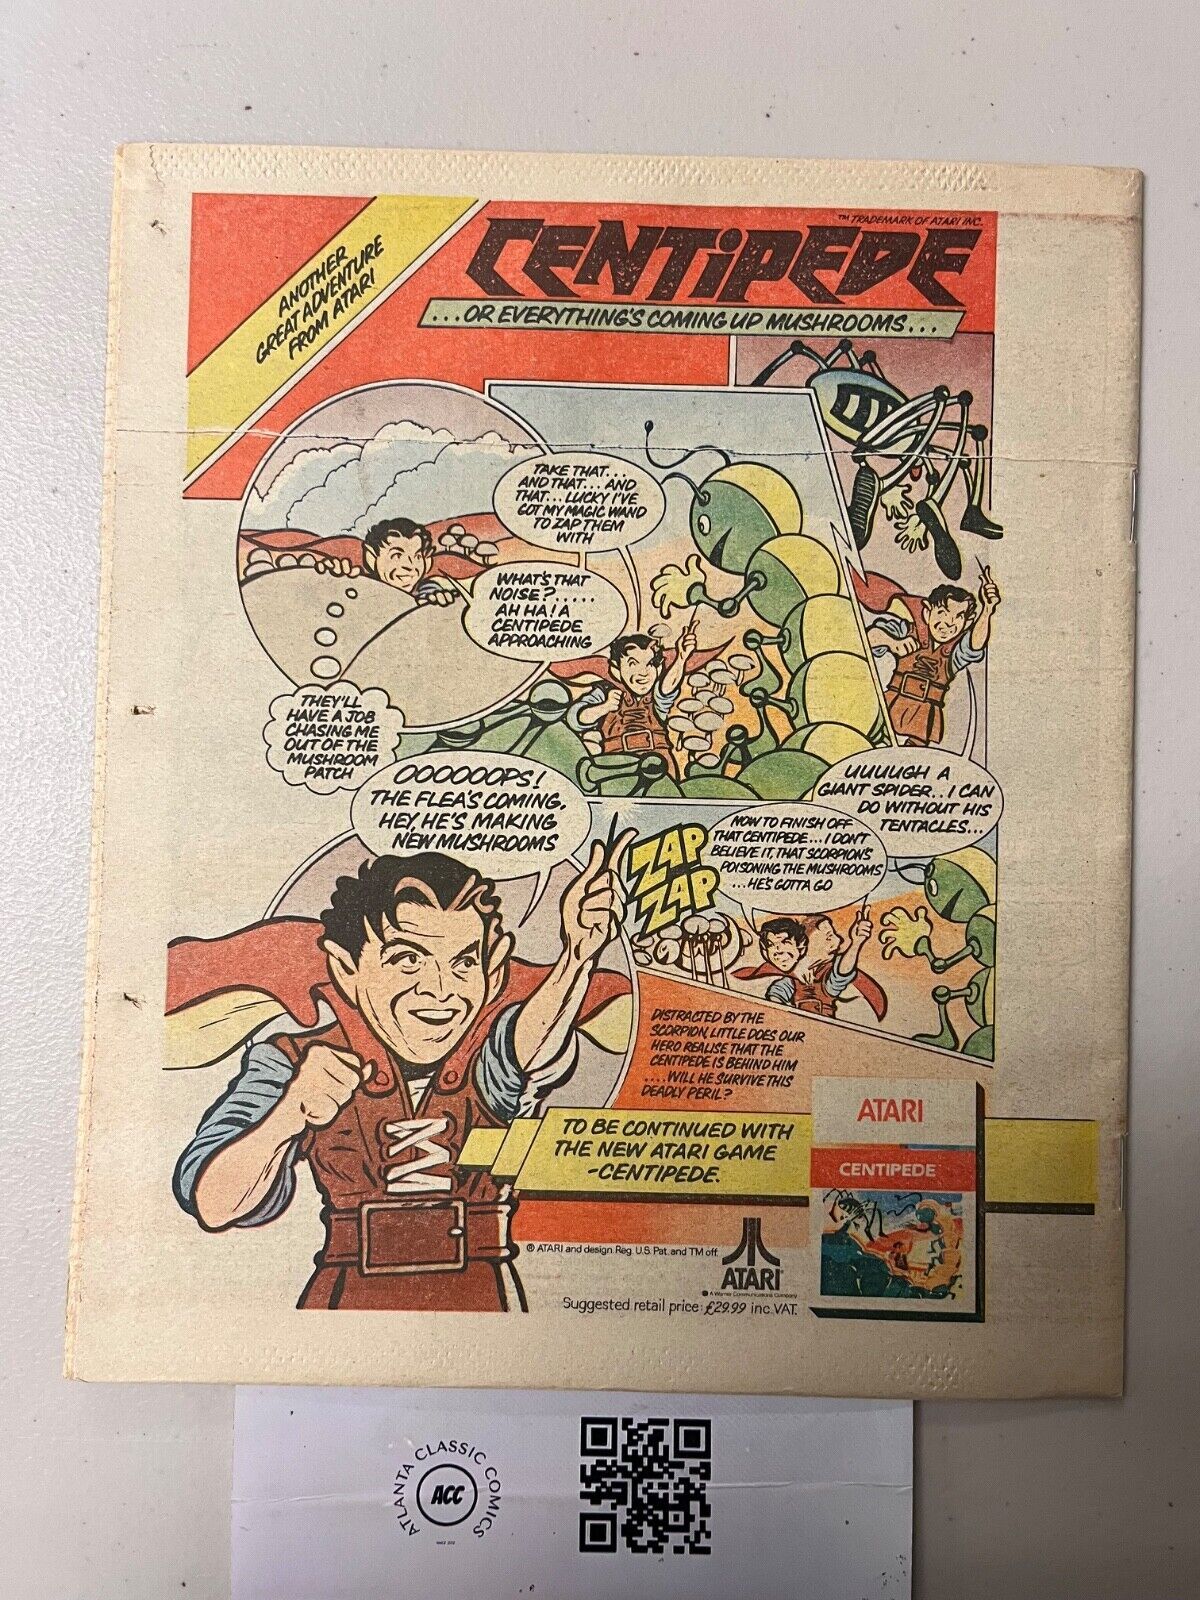 ANOTHER
GREAT ADVENTURE
FROM ATARI
™ TRADEMARK OF ATARI INC.
CENTIPEDE
...OR EVERYTHING'S COMING UP MUSHROOMS...
TAKE THAT...
AND THAT... AND
THAT... LUCKY I'VE
GOT MY MAGIC WAND
TO ZAP THEM
WITH
WHAT'S THAT
NOISE?.....
AH HA! A
CENTIPEDE
APPROACHING
THEY'LL
HAVE A JOB
CHASING ME
OUT OF THE
MUSHROOM
PATCH
OOOOOOPS!
THE FLEA'S COMING,
HEY, HE'S MAKING
NEW MUSHROOMS
UUUUGH A
GIANT SPIDER.. I CAN
DO WITHOUT HIS
TENTACLES...
ZAP
ZAP
NOW TO FINISH OFF
THAT CENTIPEDE... I DON'T
BELIEVE IT, THAT SCORPION'S
POISONING THE MUSHROOMS
...HE'S GOTTA GO
DISTRACTED BY THE
SCORPION, LITTLE DOES OUR
HERO REALISE THAT THE
CENTIPEDE IS BEHIND HIM
....WILL HE SURVIVE THIS
DEADLY PERIL?
TO BE CONTINUED WITH
THE NEW ATARI GAME
-CENTIPEDE.
ATARI
CENTIPEDE
® ATARI and design Reg. U.S. Pat. and TM off.
ATARI
A Warner Communications Company
Suggested retail price: £29.99 inc. VAT.
ATLANTA CLASSIC COMICS
ACC